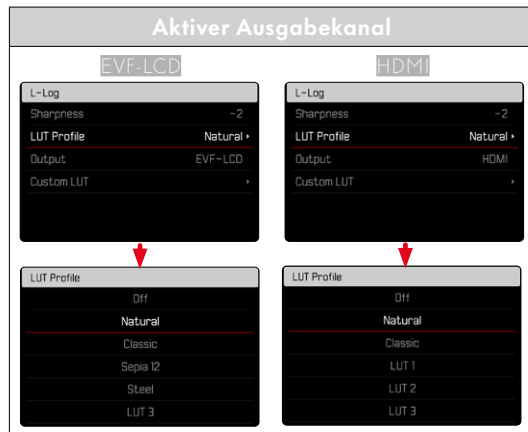 Aktiver Ausgabekanal
EVF-LCD
L-Log
Sharpness -2
LUT Profile Natural
Output EVF-LCD
Custom LUT
LUT Profile
Off
Natural
Classic
Sepia 12
Steel
LUT 3
HDMI
L-Log
Sharpness -2
LUT Profile Natural
Output HDMI
Custom LUT
LUT Profile
Off
Natural
Classic
LUT 1
LUT 2
LUT 3